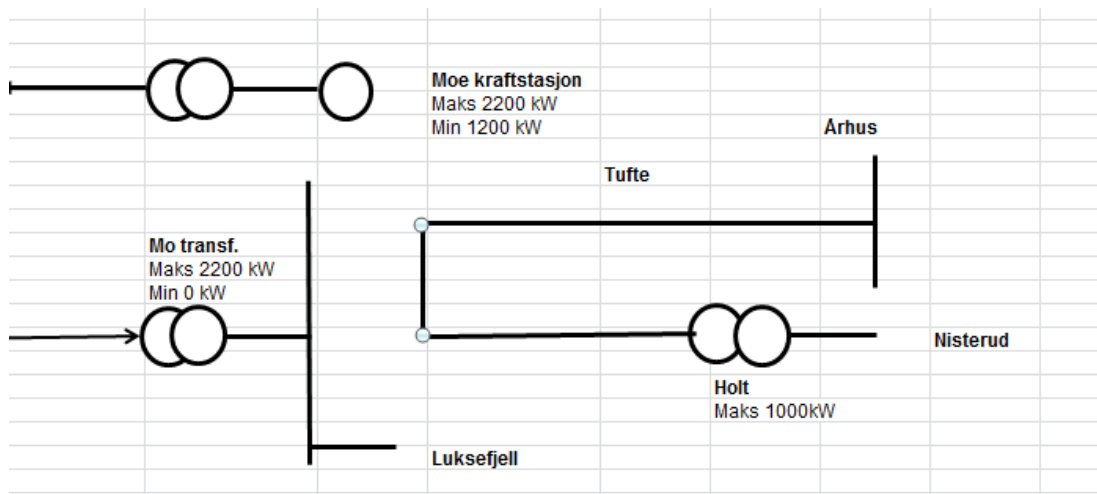 Moe kraftstasjon
Maks 2200 kW
Min 1200 kW
Århus
Tufte
Mo transf.
Maks 2200 kW
Min 0 kW
Nisterud
Holt
Maks 1000kW
Luksefjell